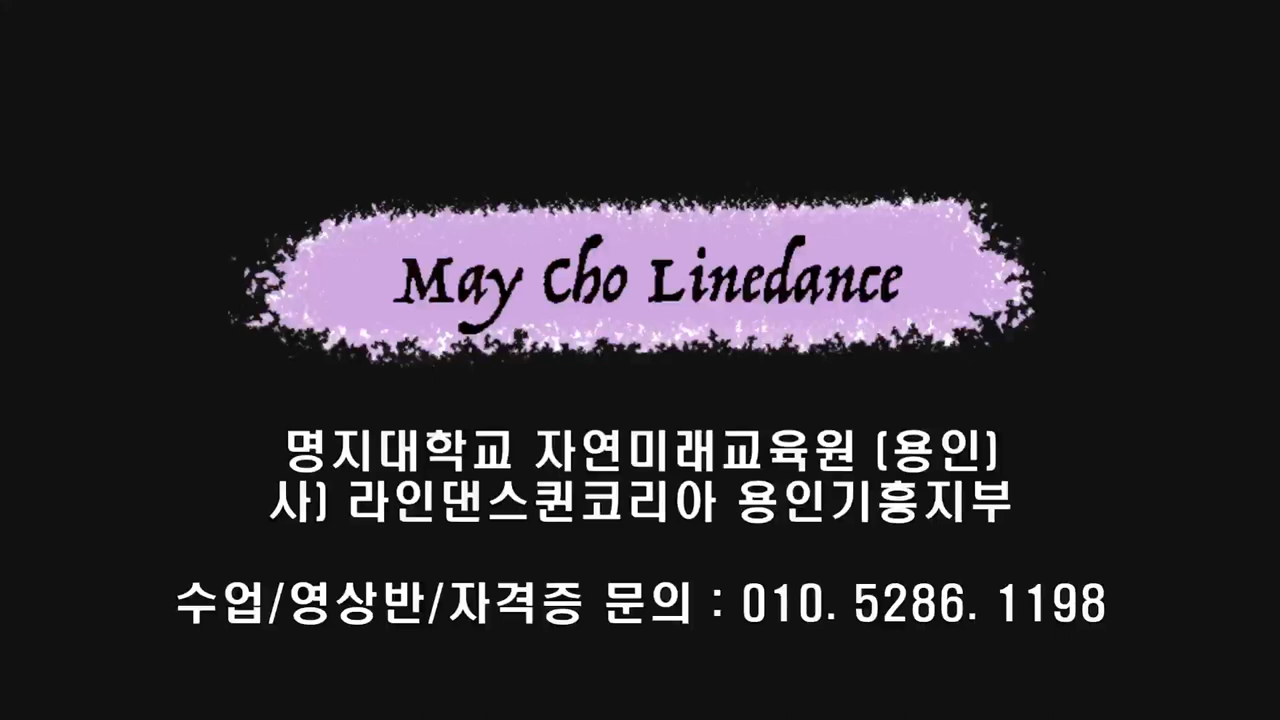 May Cho Linedance
명지대학교 자연미래교육원 (용인)
사) 라인댄스퀸코리아 용인기흥지부
수업/영상반/자격증 문의 : 010. 5286. 1198